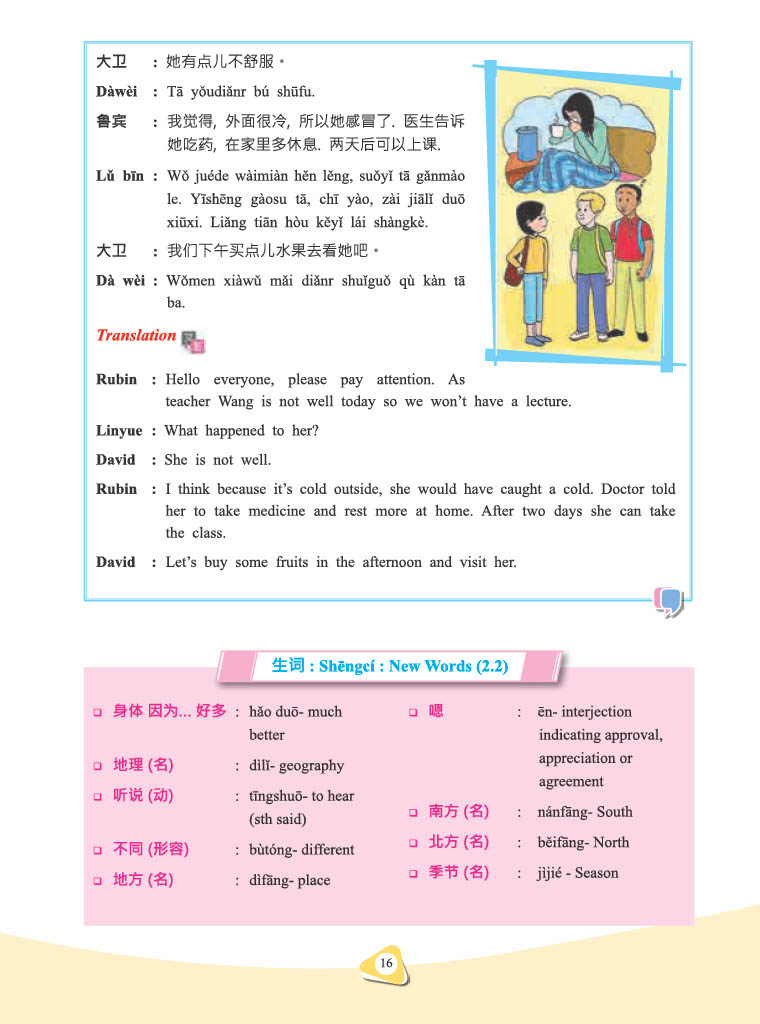 大卫 : 她有点儿不舒服。
Dàwèi : Tā yǒudiǎnr bú shūfu.
鲁宾 : 我觉得, 外面很冷, 所以她感冒了. 医生告诉
她吃药, 在家里多休息. 两天后可以上课.
Lǔ bīn : Wǒ juéde wàimiàn hěn lěng, suǒyǐ tā gǎnmào
le. Yīshēng gàosu tā, chī yào, zài jiālǐ duō
xiūxi. Liǎng tiān hòu kěyǐ lái shàngkè.
大卫 : 我们下午买点儿水果去看她吧。
Dà wèi : Wǒmen xiàwǔ mǎi diǎnr shuǐguǒ qù kàn tā
ba.
Translation
Rubin : Hello everyone, please pay attention. As
teacher Wang is not well today so we won't have a lecture.
Linyue : What happened to her?
David : She is not well.
Rubin : I think because it's cold outside, she would have caught a cold. Doctor told
her to take medicine and rest more at home. After two days she can take
the class.
David : Let's buy some fruits in the afternoon and visit her.
生词 : Shēngcí : New Words (2.2)
身体 因为... 好多 : hǎo duō- much
better
地理 (名) : dìlǐ- geography
听说 (动) : tīngshuō- to hear
(sth said)
不同 (形容) : bùtóng- different
地方 (名) : dìfāng- place
嗯 : ēn- interjection
indicating approval,
appreciation or
agreement
南方 (名) : nánfāng- South
北方 (名) : běifāng- North
季节 (名) : jìjié - Season
16